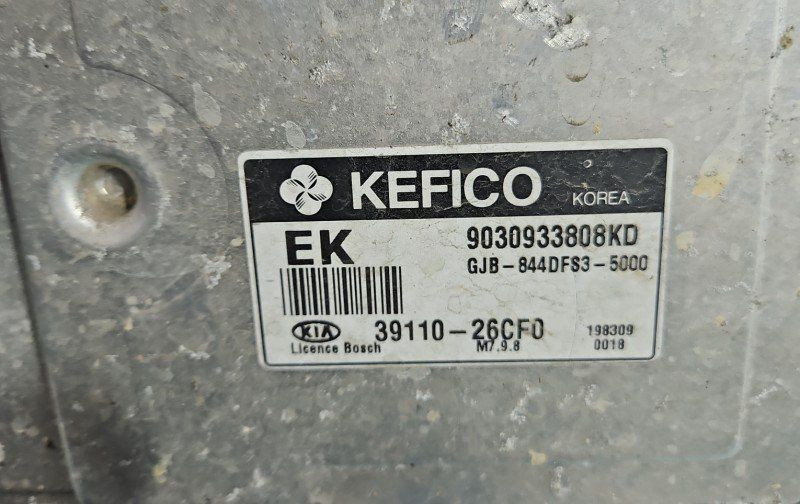 KEFICO KOREA
EK 9030933808KD
GJB-844DFS3-5000
KIA 39110-26CF0 198309
Licence Bosch M7.9.8 0018